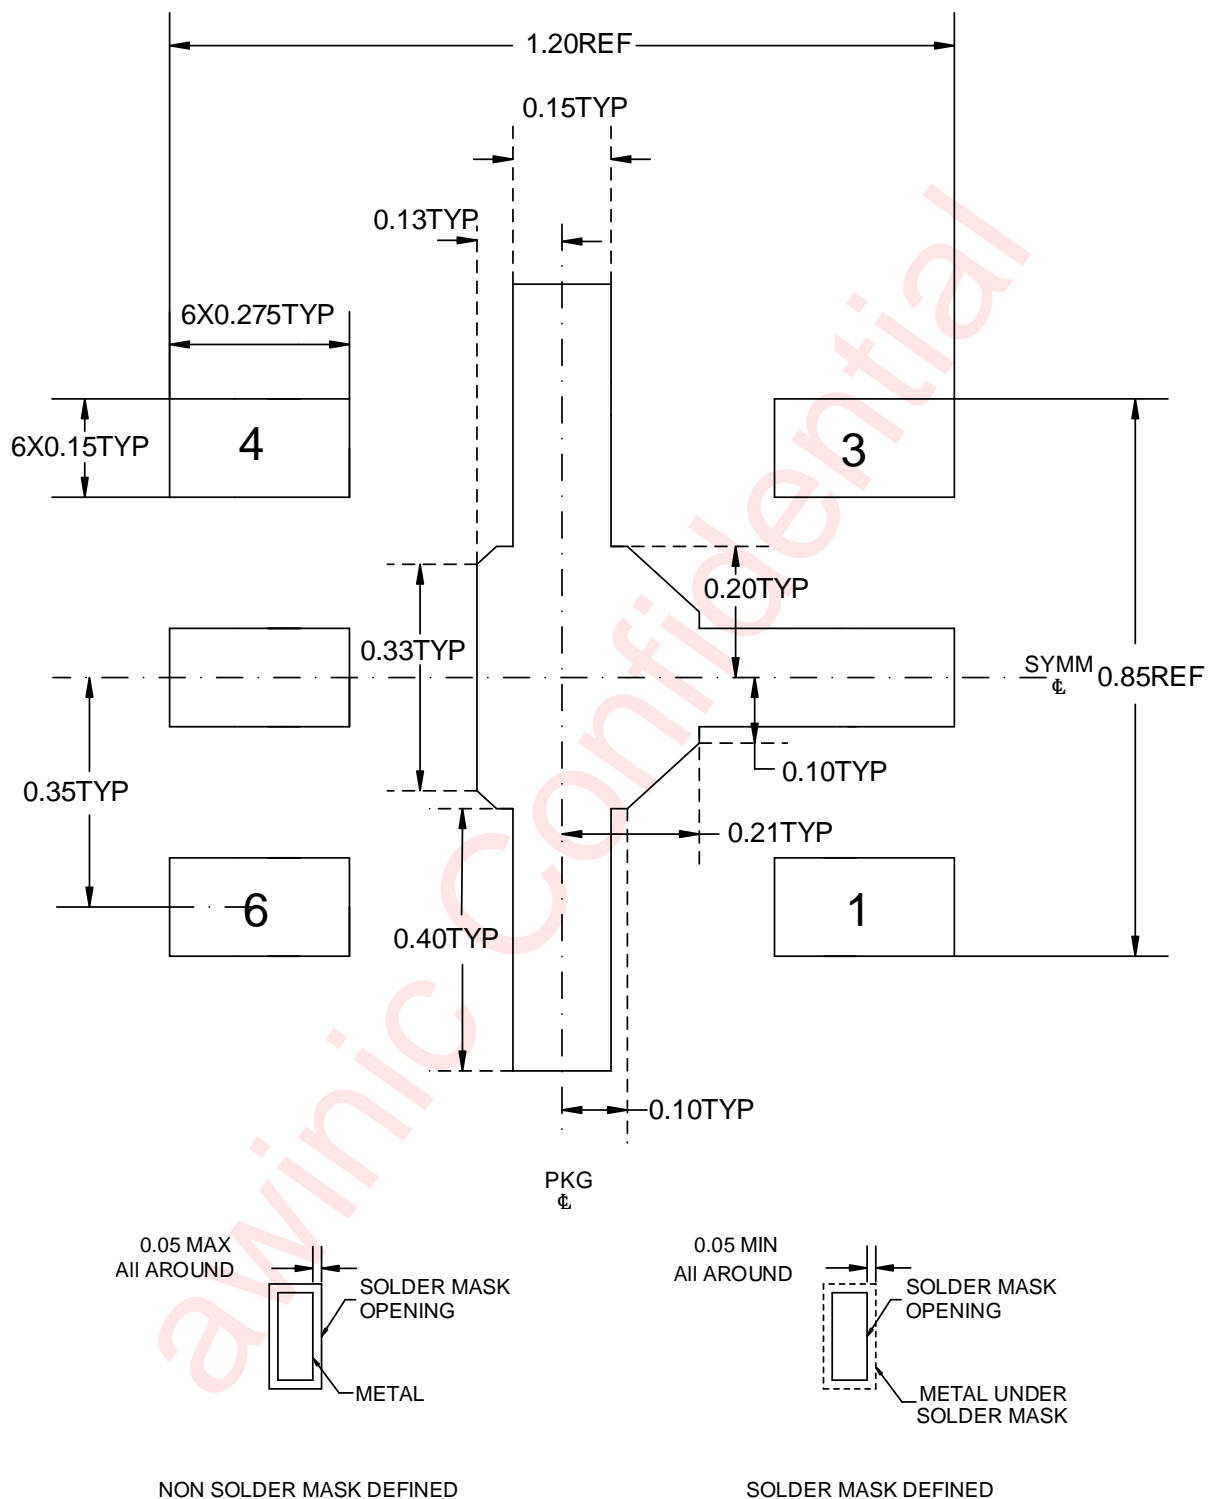 1.20REF
0.15TYP
0.13TYP
6X0.275TYP
6X0.15TYP
4
3
0.20TYP
0.33TYP
SYMM
℄
0.85REF
0.10TYP
0.35TYP
0.21TYP
6
1
0.40TYP
0.10TYP
PKG
℄
0.05 MAX
All AROUND
SOLDER MASK
OPENING
METAL
0.05 MIN
All AROUND
SOLDER MASK
OPENING
METAL UNDER
SOLDER MASK
NON SOLDER MASK DEFINED
SOLDER MASK DEFINED
awinic Confidential